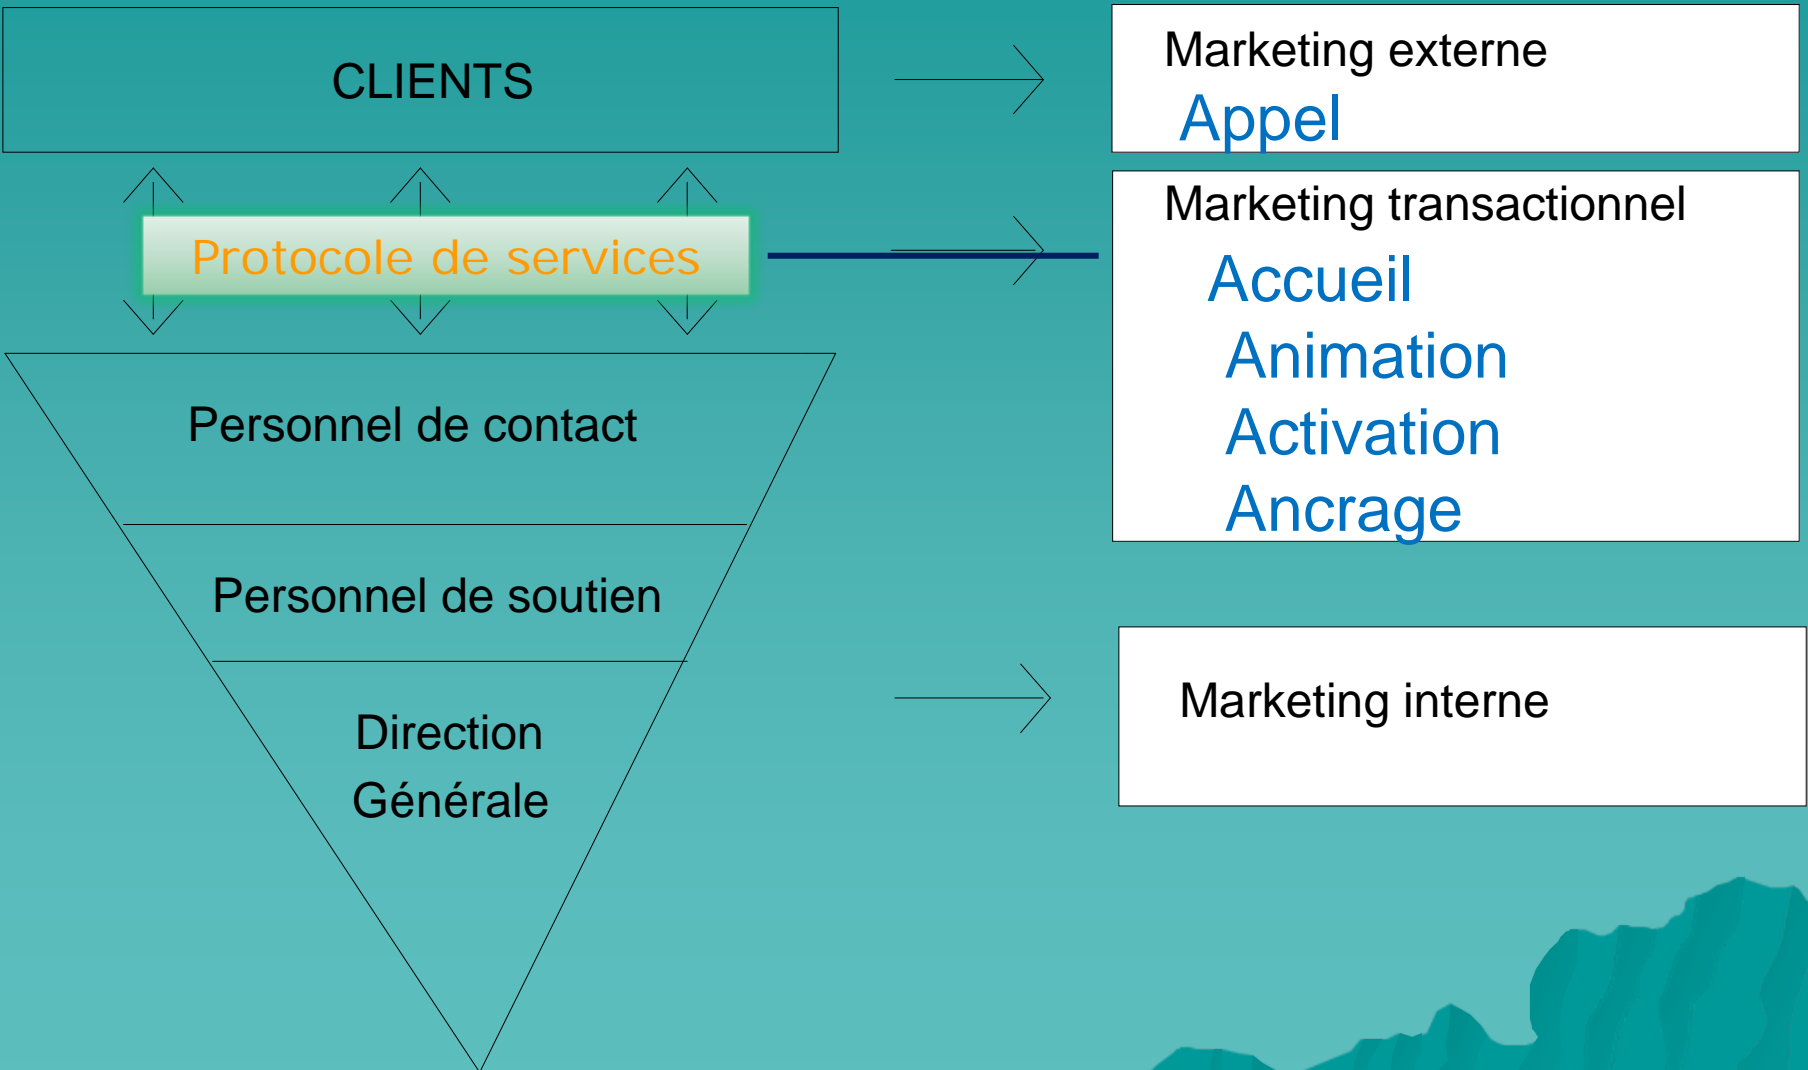 CLIENTS
Marketing externe
Appel
Protocole de services
Marketing transactionnel
Accueil
Animation
Activation
Ancrage
Personnel de contact
Personnel de soutien
Direction
Générale
Marketing interne